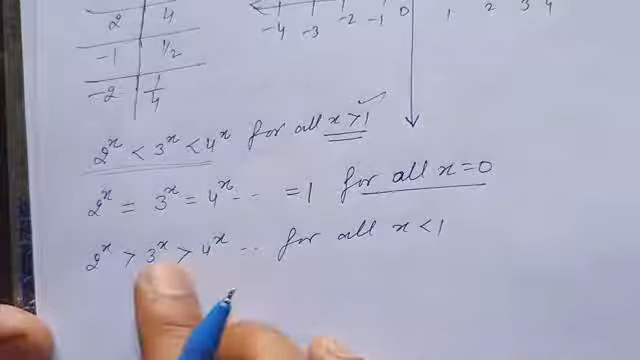 2 4
-1 1/2
-2 1/4
-4 -3 -2 -1 0 1 2 3 4
2^x < 3^x < 4^x for all x > 1 ✓
2^x = 3^x = 4^x -- = 1 for all x = 0
2^x > 3^x > 4^x -- for all x < 1